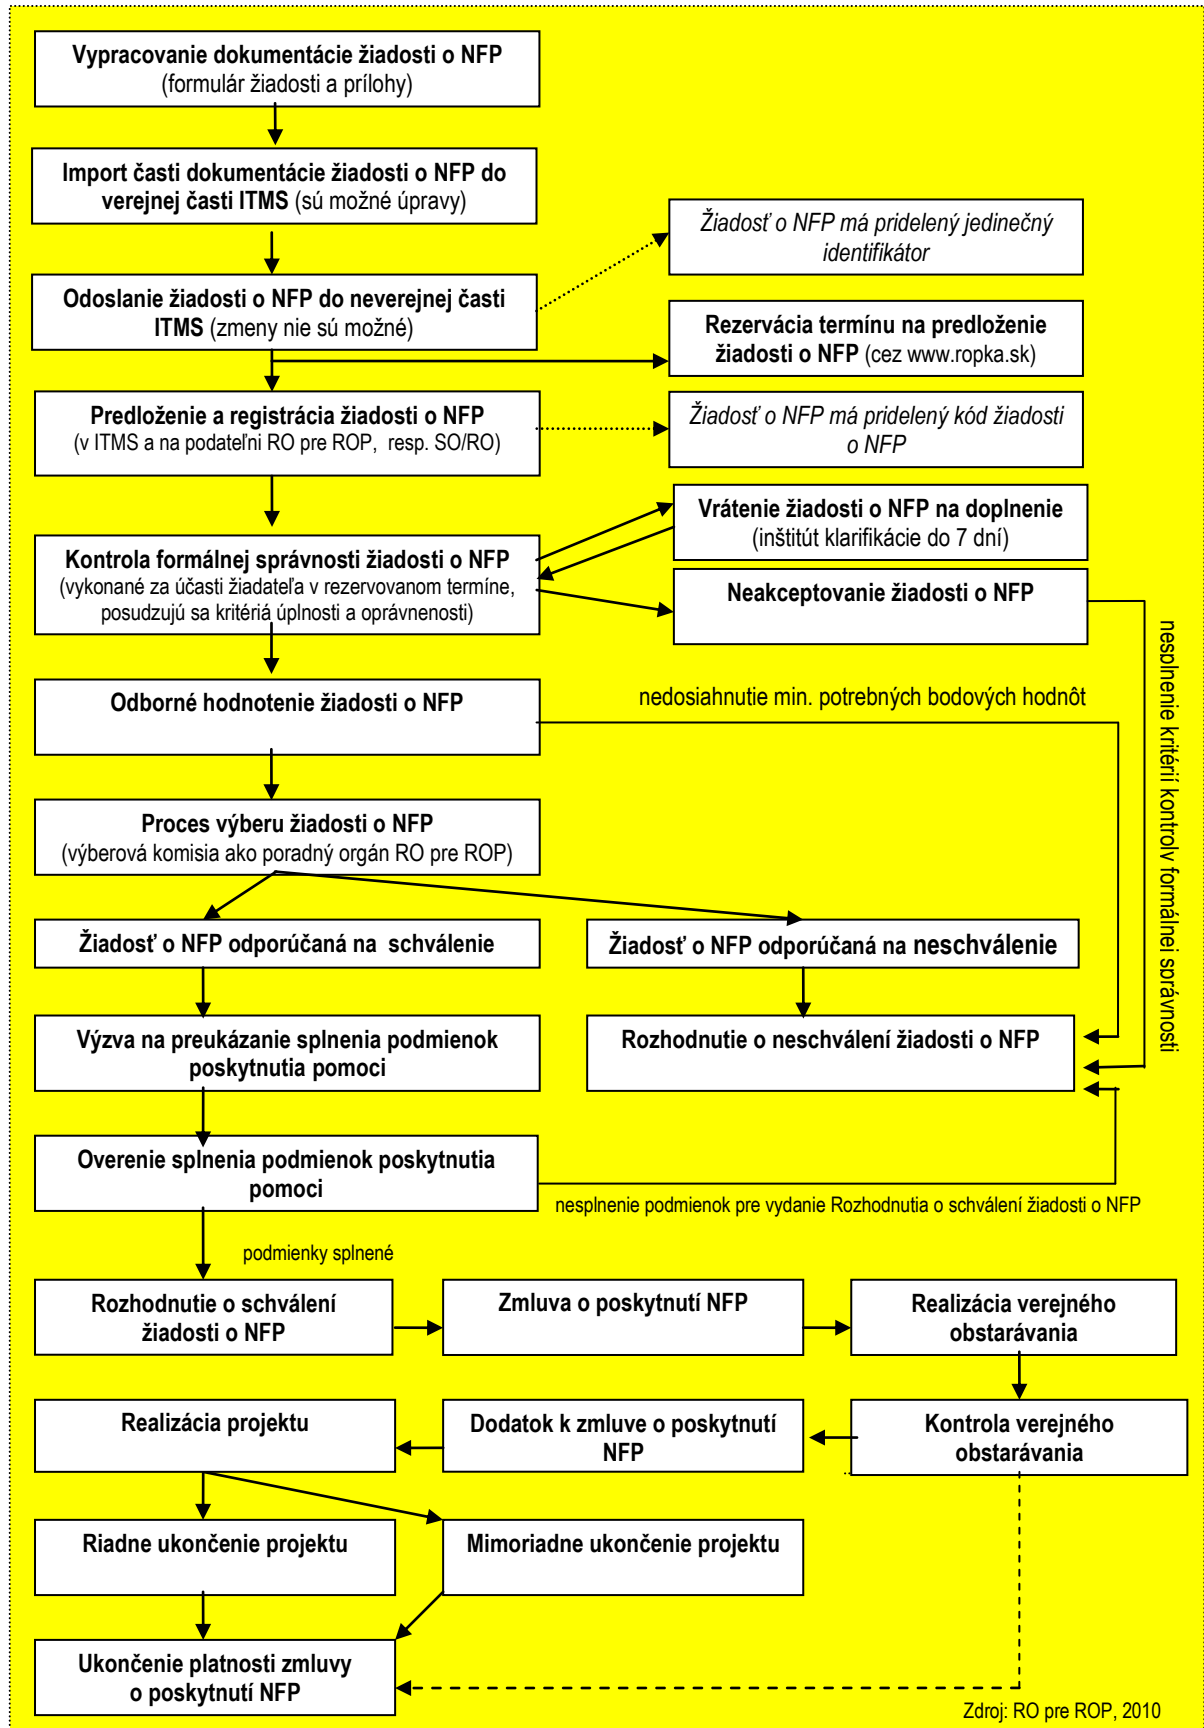 Vypracovanie dokumentácie žiadosti o NFP
(formulár žiadosti a prílohy)
Import časti dokumentácie žiadosti o NFP do
verejnej časti ITMS (sú možné úpravy)
Žiadosť o NFP má pridelený jedinečný
identifikátor
Odoslanie žiadosti o NFP do neverejnej časti
ITMS (zmeny nie sú možné)
Rezervácia termínu na predloženie
žiadosti o NFP (cez www.ropka.sk)
Predloženie a registrácia žiadosti o NFP
(v ITMS a na podateľni RO pre ROP, resp. SO/RO)
Žiadosť o NFP má pridelený kód žiadosti
o NFP
Vrátenie žiadosti o NFP na doplnenie
(inštitút klarifikácie do 7 dní)
Kontrola formálnej správnosti žiadosti o NFP
(vykonané za účasti žiadateľa v rezervovanom termíne,
posudzujú sa kritériá úplnosti a oprávnenosti)
Neakceptovanie žiadosti o NFP
nesplnenie kritérií kontroly formálnej správnosti
Odborné hodnotenie žiadosti o NFP
nedosiahnutie min. potrebných bodových hodnôt
Proces výberu žiadosti o NFP
(výberová komisia ako poradný orgán RO pre ROP)
Žiadosť o NFP odporúčaná na schválenie
Žiadosť o NFP odporúčaná na neschválenie
Výzva na preukázanie splnenia podmienok
poskytnutia pomoci
Rozhodnutie o neschválení žiadosti o NFP
Overenie splnenia podmienok poskytnutia
pomoci
nesplnenie podmienok pre vydanie Rozhodnutia o schválení žiadosti o NFP
podmienky splnené
Rozhodnutie o schválení
žiadosti o NFP
Zmluva o poskytnutí NFP
Realizácia verejného
obstarávania
Realizácia projektu
Dodatok k zmluve o poskytnutí
NFP
Kontrola verejného
obstarávania
Riadne ukončenie projektu
Mimoriadne ukončenie projektu
Ukončenie platnosti zmluvy
o poskytnutí NFP
Zdroj: RO pre ROP, 2010